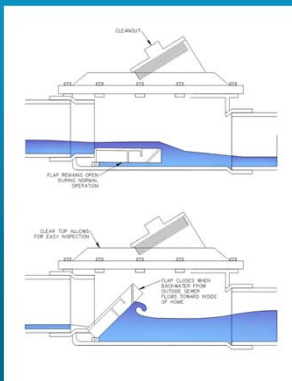 CLEANOUT
FLAP REMAINS OPEN
DURING NORMAL
OPERATION
CLEAR TOP ALLOWS
FOR EASY INSPECTION
FLAP CLOSES WHEN
BACKWATER FROM
OUTSIDE SEWER
FLOWS TOWARD INSIDE
OF HOME